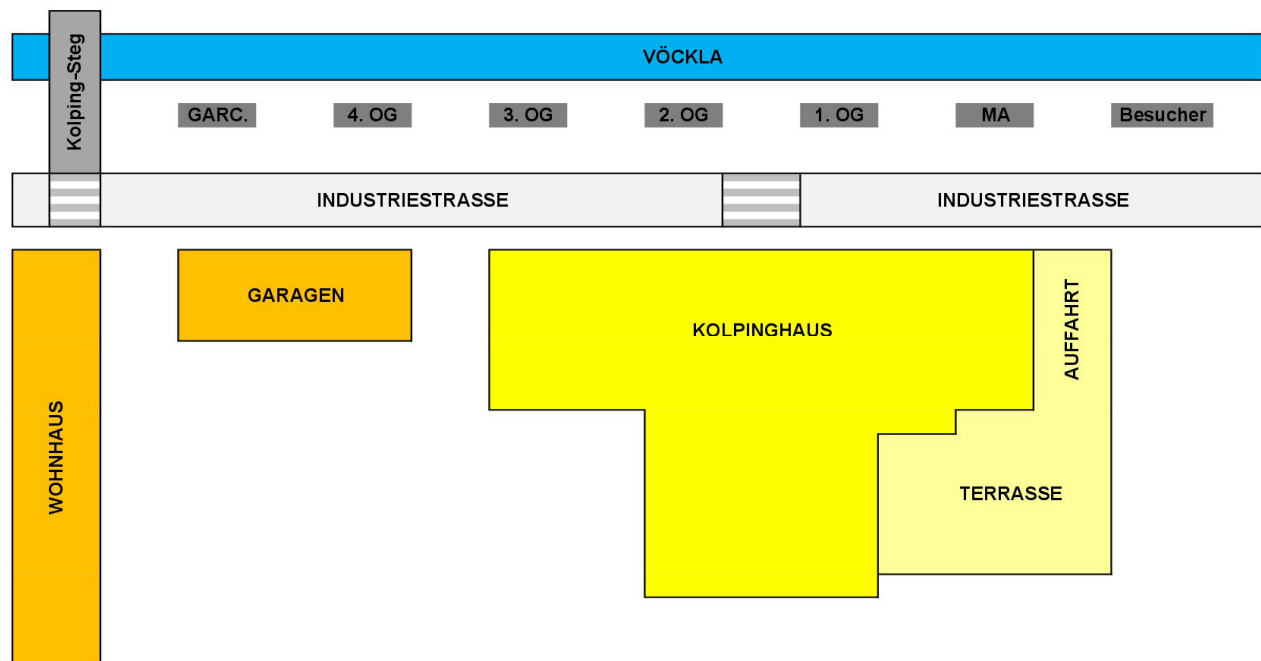 Kolping-Steg
VÖCKLA
GARC. 4. OG 3. OG 2. OG 1. OG MA Besucher
INDUSTRIESTRASSE INDUSTRIESTRASSE
GARAGEN
KOLPINGHAUS
AUFFAHRT
WOHNHAUS
TERRASSE